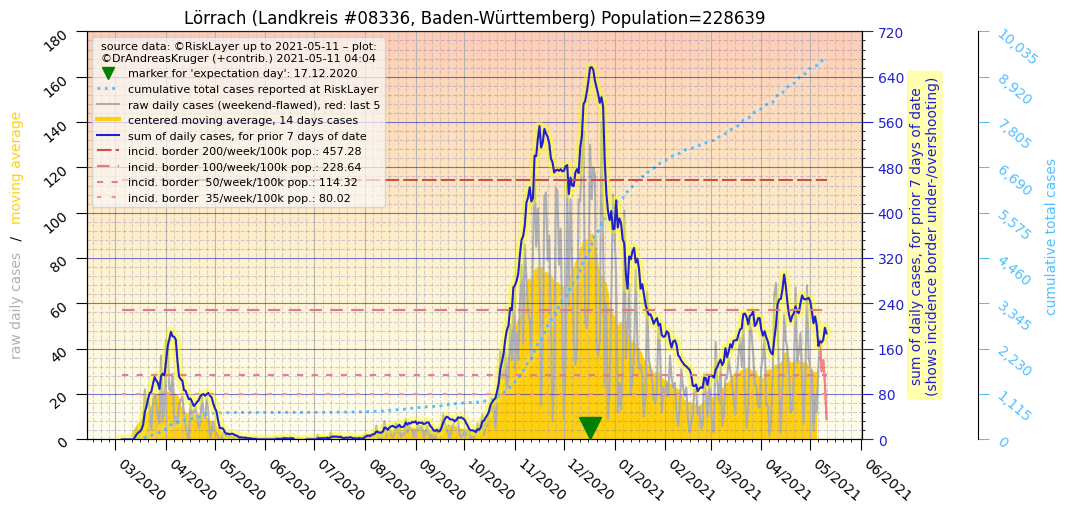 Lörrach (Landkreis #08336, Baden-Württemberg) Population=228639
source data: ©RiskLayer up to 2021-05-11 – plot:
©DrAndreasKruger (+contrib.) 2021-05-11 04:04
marker for 'expectation day': 17.12.2020
cumulative total cases reported at RiskLayer
raw daily cases (weekend-flawed), red: last 5
centered moving average, 14 days cases
sum of daily cases, for prior 7 days of date
incid. border 200/week/100k pop.: 457.28
incid. border 100/week/100k pop.: 228.64
incid. border  50/week/100k pop.: 114.32
incid. border  35/week/100k pop.: 80.02
raw daily cases / moving average
180
160
140
120
100
80
60
40
20
0
03/2020
04/2020
05/2020
06/2020
07/2020
08/2020
09/2020
10/2020
11/2020
12/2020
01/2021
02/2021
03/2021
04/2021
05/2021
06/2021
720
640
560
480
400
320
240
160
80
0
sum of daily cases, for prior 7 days of date
(shows incidence border under-/overshooting)
10,035
8,920
7,805
6,690
5,575
4,460
3,345
2,230
1,115
0
cumulative total cases